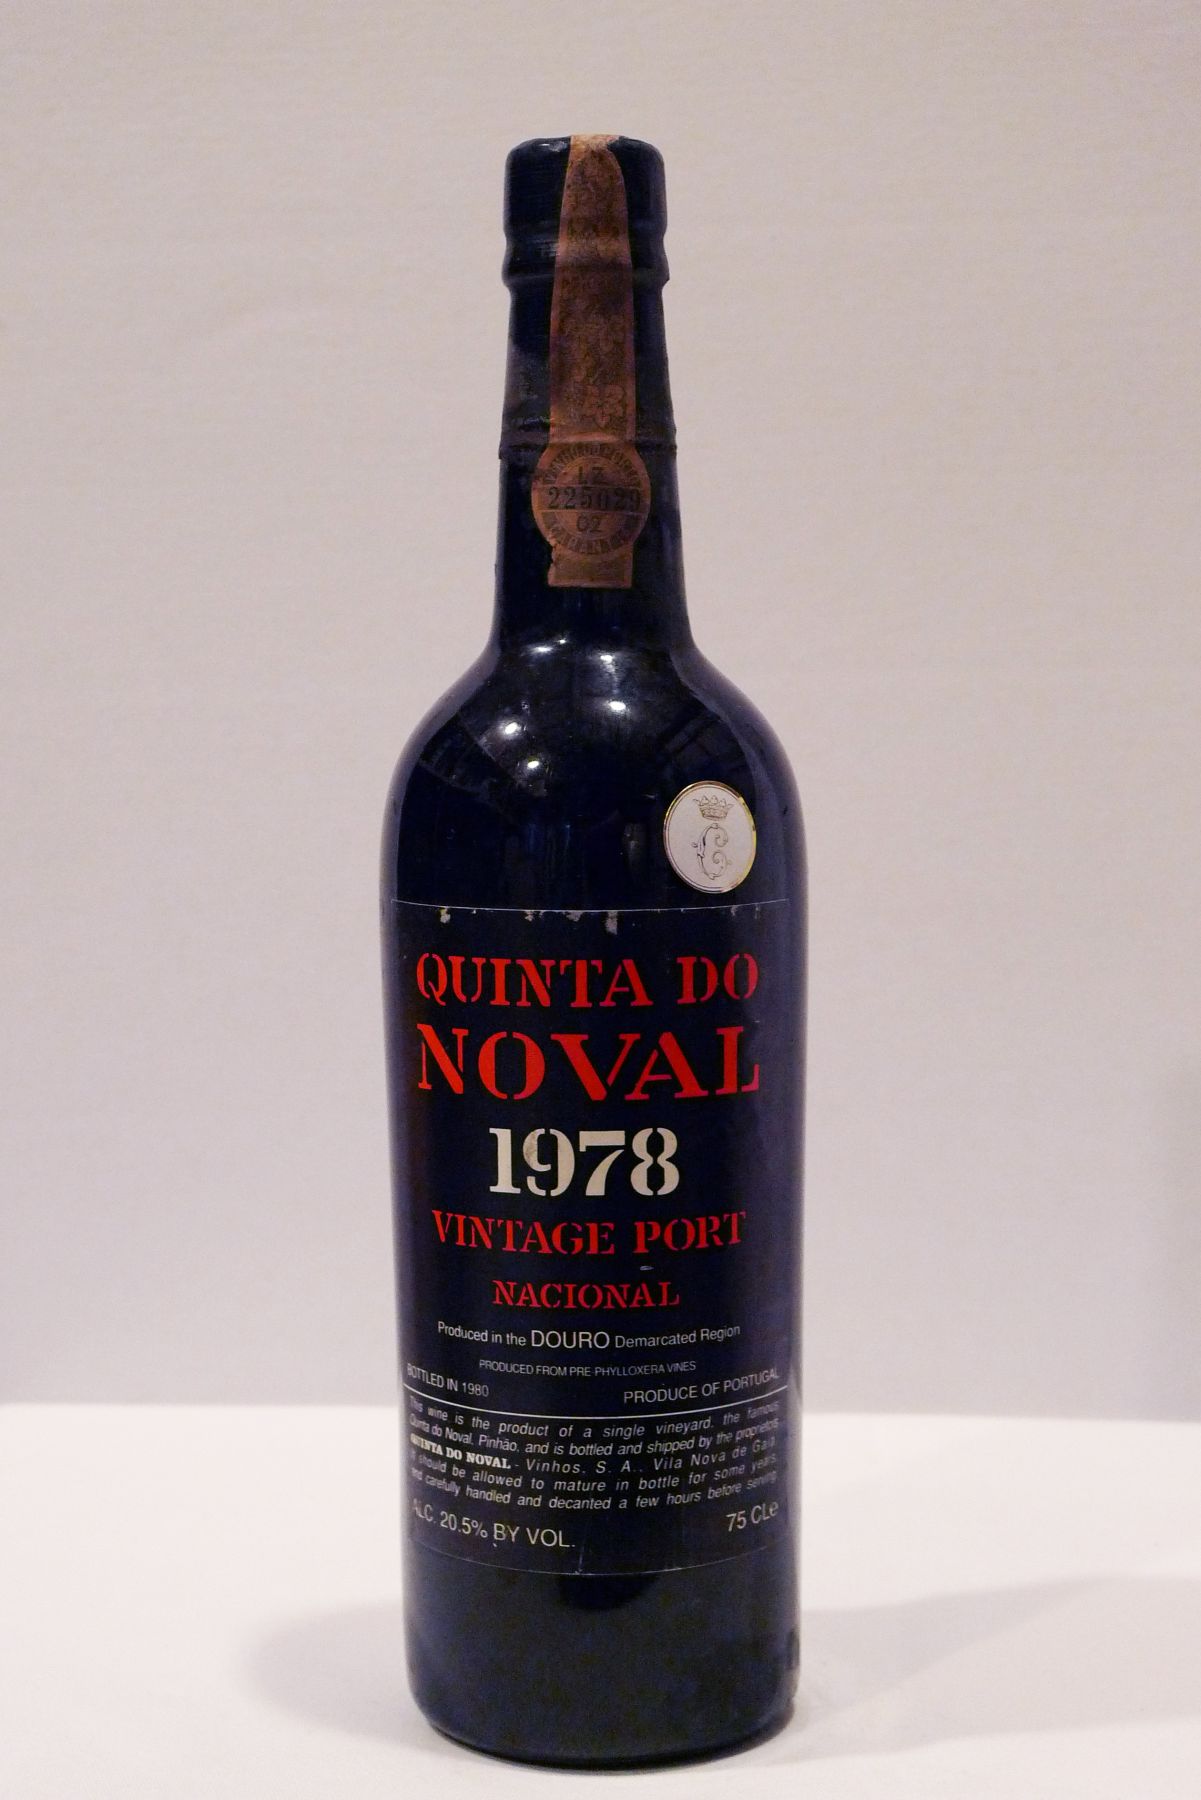 LZ
225029
02
QUINTA DO
NOVAL
1978
VINTAGE PORT
NACIONAL
Produced in the DOURO Demarcated Region
PRODUCED FROM PRE-PHYLLOXERA VINES
BOTTLED IN 1980 PRODUCE OF PORTUGAL
This wine is the product of a single vineyard, the famous
Quinta do Noval, Pinhão, and is bottled and shipped by the proprietors
QUINTA DO NOVAL - Vinhos, S. A., Vila Nova de Gaia.
It should be allowed to mature in bottle for some years,
and carefully handled and decanted a few hours before serving.
ALC. 20.5% BY VOL. 75 CLe